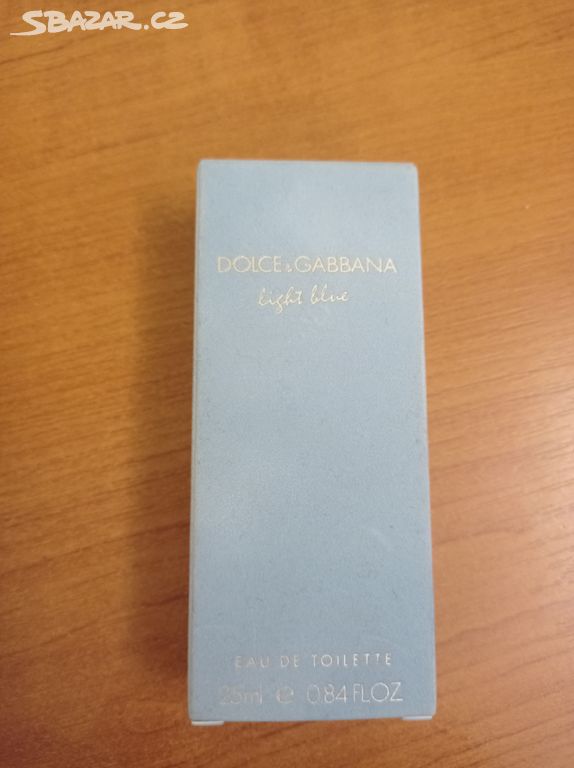 SBAZAR.CZ
DOLCE & GABBANA
light blue
EAU DE TOILETTE
25ml ℮ 0.84 FL.OZ